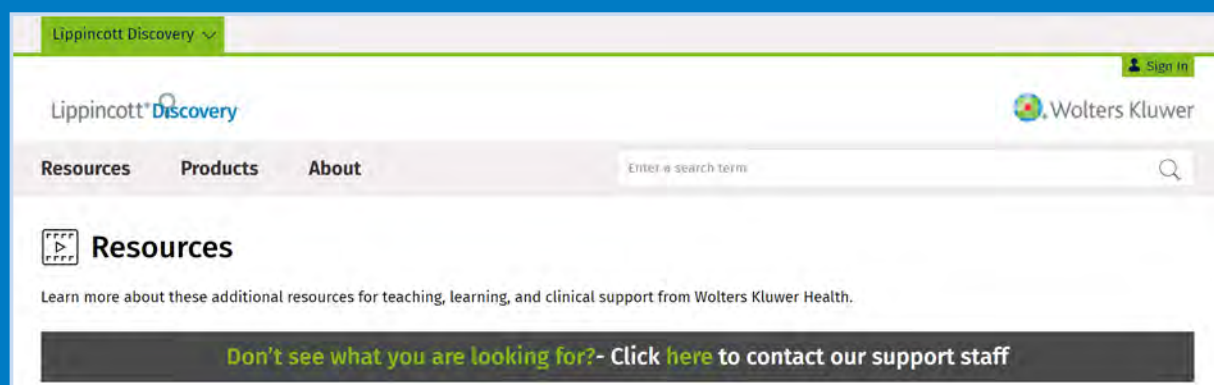 Lippincott Discovery
Sign In
Lippincott® Discovery
Wolters Kluwer
Resources Products About
Enter a search term
Resources
Learn more about these additional resources for teaching, learning, and clinical support from Wolters Kluwer Health.
Don't see what you are looking for?- Click here to contact our support staff